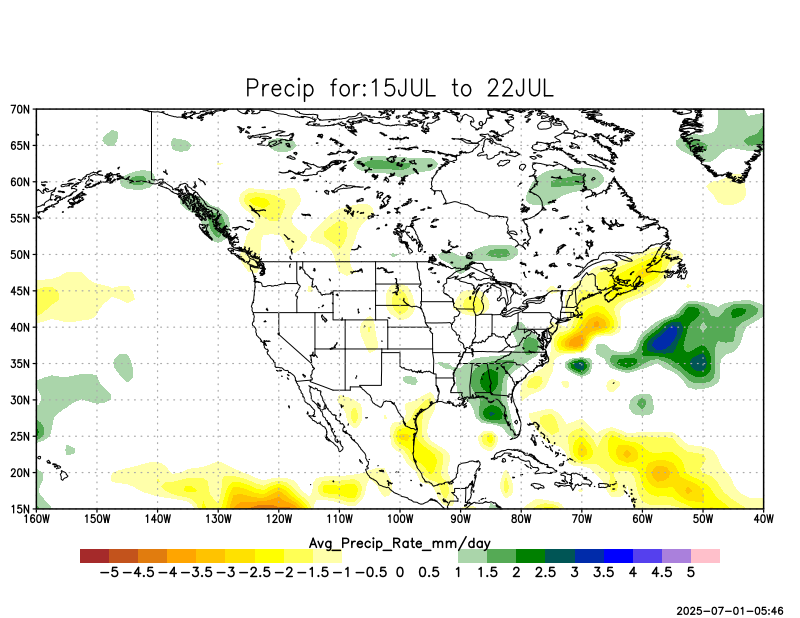 Precip for:15JUL to 22JUL
70N
65N
60N
55N
50N
45N
40N
35N
30N
25N
20N
15N
160W 150W 140W 130W 120W 110W 100W 90W 80W 70W 60W 50W 40W
Avg_Precip_Rate_mm/day
-5 -4.5 -4 -3.5 -3 -2.5 -2 -1.5 -1 -0.5 0 0.5 1 1.5 2 2.5 3 3.5 4 4.5 5
2025-07-01-05:46